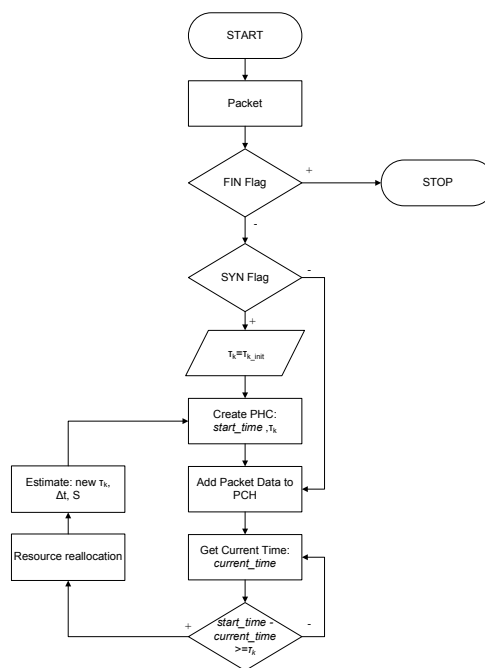 START
Packet
FIN Flag
+
STOP
-
SYN Flag
-
+
τk=τk_init
Create PHC:
start_time ,τk
Estimate: new τk,
Δt, S
Add Packet Data to
PCH
Resource reallocation
Get Current Time:
current_time
+
start_time -
current_time
>=τk
-